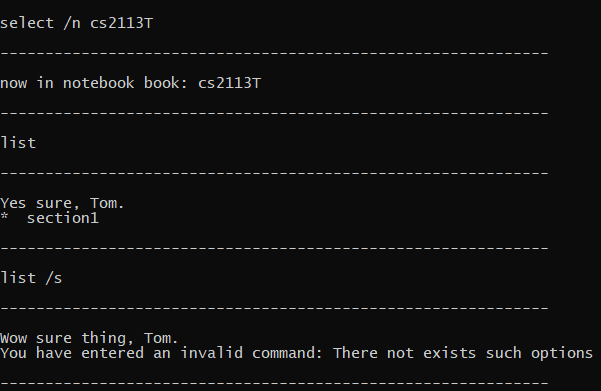 select /n cs2113T
-------------------------------------------------------------
now in notebook book: cs2113T
-------------------------------------------------------------
list
-------------------------------------------------------------
Yes sure, Tom.
*  section1
-------------------------------------------------------------
list /s
-------------------------------------------------------------
Wow sure thing, Tom.
You have entered an invalid command: There not exists such options
-------------------------------------------------------------